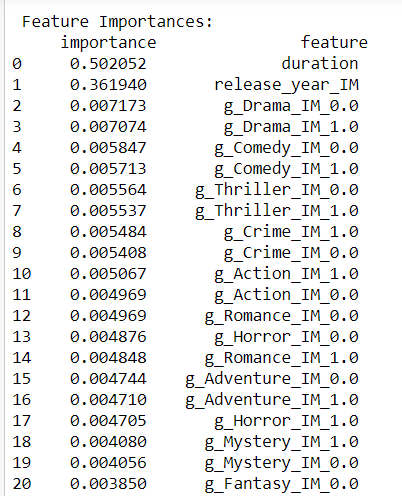 Feature Importances:
importance feature
0 0.502052 duration
1 0.361940 release_year_IM
2 0.007173 g_Drama_IM_0.0
3 0.007074 g_Drama_IM_1.0
4 0.005847 g_Comedy_IM_0.0
5 0.005713 g_Comedy_IM_1.0
6 0.005564 g_Thriller_IM_0.0
7 0.005537 g_Thriller_IM_1.0
8 0.005484 g_Crime_IM_1.0
9 0.005408 g_Crime_IM_0.0
10 0.005067 g_Action_IM_1.0
11 0.004969 g_Action_IM_0.0
12 0.004969 g_Romance_IM_0.0
13 0.004876 g_Horror_IM_0.0
14 0.004848 g_Romance_IM_1.0
15 0.004744 g_Adventure_IM_0.0
16 0.004710 g_Adventure_IM_1.0
17 0.004705 g_Horror_IM_1.0
18 0.004080 g_Mystery_IM_1.0
19 0.004056 g_Mystery_IM_0.0
20 0.003850 g_Fantasy_IM_0.0